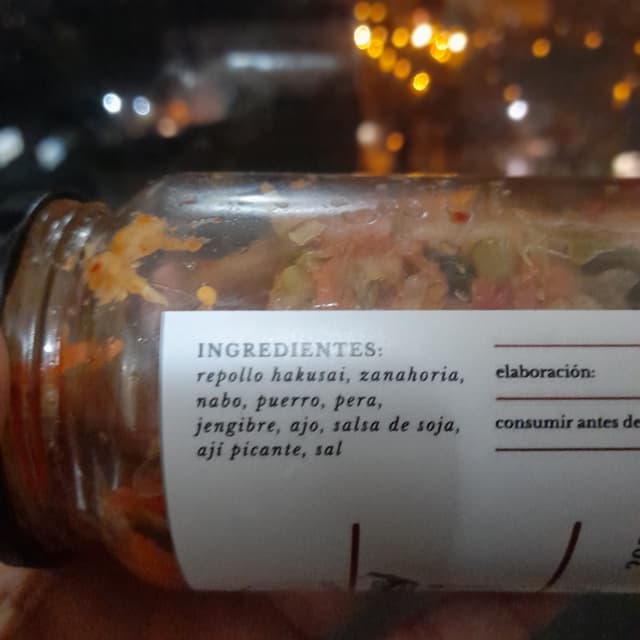 INGREDIENTES:
repollo hakusai, zanahoria,
nabo, puerro, pera,
jengibre, ajo, salsa de soja,
ají picante, sal
elaboración:
consumir antes de